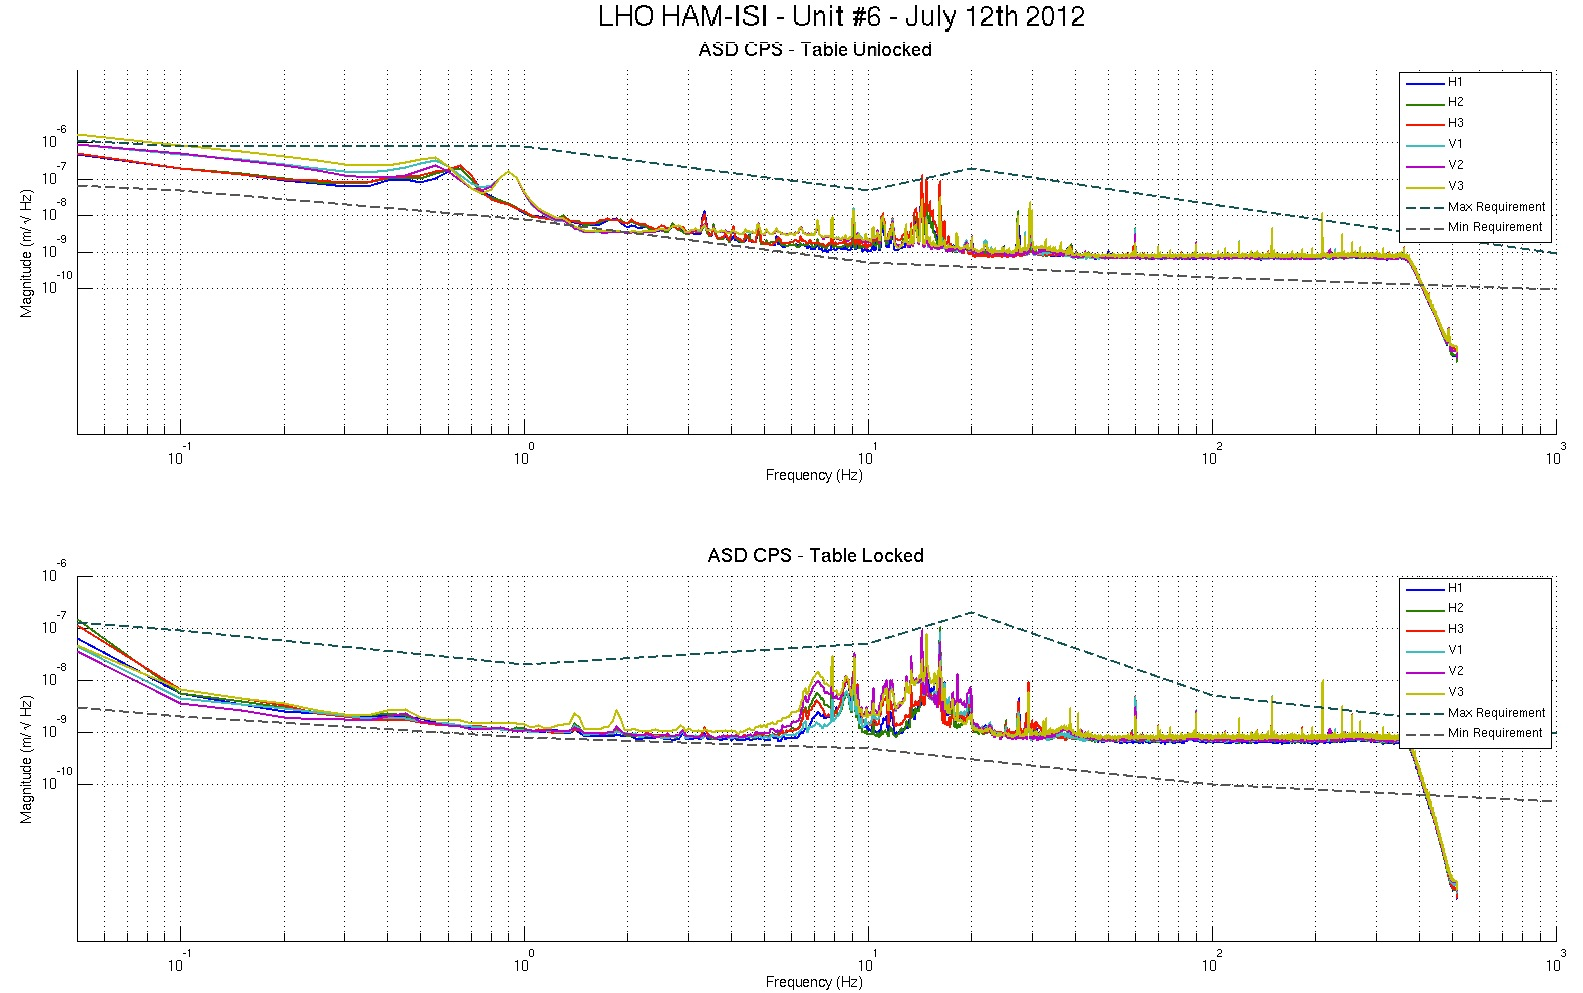 LHO HAM-ISI - Unit #6 - July 12th 2012
ASD CPS - Table Unlocked
H1
H2
H3
V1
V2
V3
Max Requirement
Min Requirement
10^-6
10^-7
10^-8
10^-9
10^-10
Magnitude (m/√ Hz)
10^-1
10^0
10^1
10^2
10^3
Frequency (Hz)
ASD CPS - Table Locked
H1
H2
H3
V1
V2
V3
Max Requirement
Min Requirement
10^-6
10^-7
10^-8
10^-9
10^-10
Magnitude (m/√ Hz)
10^-1
10^0
10^1
10^2
10^3
Frequency (Hz)